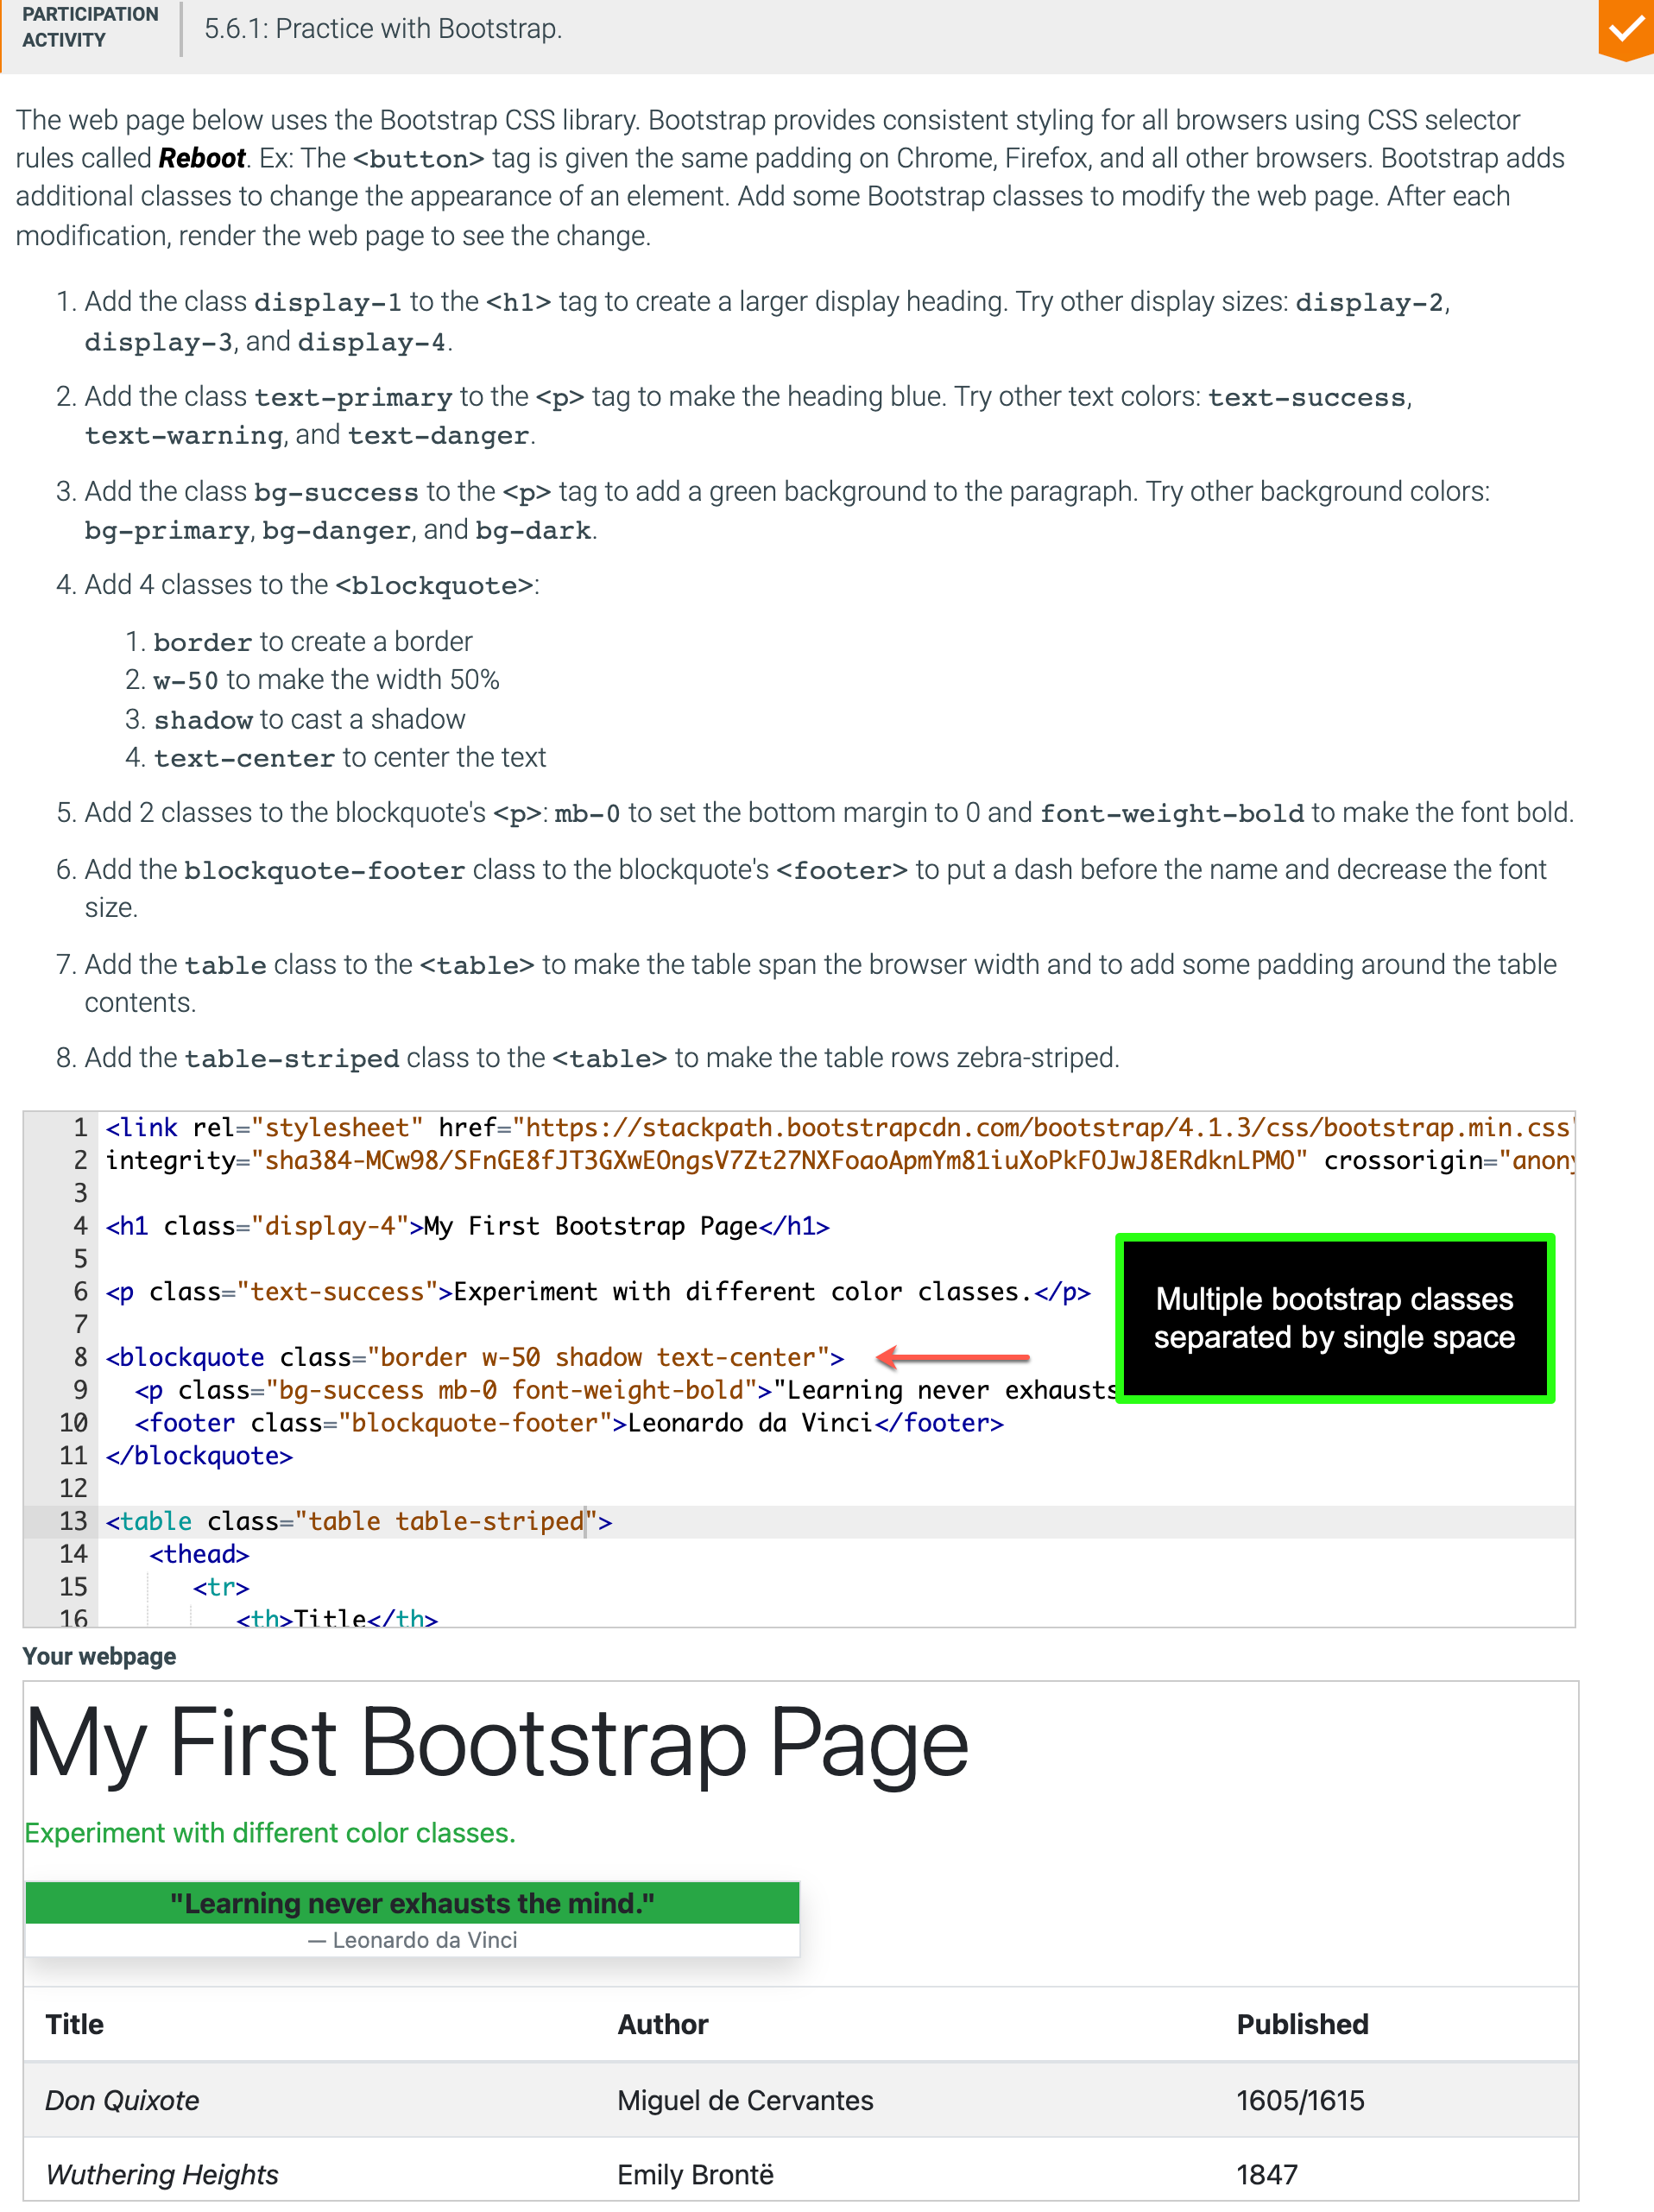 PARTICIPATION
ACTIVITY
5.6.1: Practice with Bootstrap.
The web page below uses the Bootstrap CSS library. Bootstrap provides consistent styling for all browsers using CSS selector
rules called Reboot. Ex: The <button> tag is given the same padding on Chrome, Firefox, and all other browsers. Bootstrap adds
additional classes to change the appearance of an element. Add some Bootstrap classes to modify the web page. After each
modification, render the web page to see the change.
1. Add the class display-1 to the <h1> tag to create a larger display heading. Try other display sizes: display-2,
display-3, and display-4.
2. Add the class text-primary to the <p> tag to make the heading blue. Try other text colors: text-success,
text-warning, and text-danger.
3. Add the class bg-success to the <p> tag to add a green background to the paragraph. Try other background colors:
bg-primary, bg-danger, and bg-dark.
4. Add 4 classes to the <blockquote>:
1. border to create a border
2. w-50 to make the width 50%
3. shadow to cast a shadow
4. text-center to center the text
5. Add 2 classes to the blockquote's <p>: mb-0 to set the bottom margin to 0 and font-weight-bold to make the font bold.
6. Add the blockquote-footer class to the blockquote's <footer> to put a dash before the name and decrease the font
size.
7. Add the table class to the <table> to make the table span the browser width and to add some padding around the table
contents.
8. Add the table-striped class to the <table> to make the table rows zebra-striped.
1 <link rel="stylesheet" href="https://stackpath.bootstrapcdn.com/bootstrap/4.1.3/css/bootstrap.min.css"
2 integrity="sha384-MCw98/SFnGE8fJT3GXwEOngsV7Zt27NXFoaoApmYm81iuXoPkFOJwJ8ERdknLPMO" crossorigin="anony
3
4 <h1 class="display-4">My First Bootstrap Page</h1>
5
6 <p class="text-success">Experiment with different color classes.</p>
7
8 <blockquote class="border w-50 shadow text-center">
9 <p class="bg-success mb-0 font-weight-bold">"Learning never exhausts
10 <footer class="blockquote-footer">Leonardo da Vinci</footer>
11 </blockquote>
12
13 <table class="table table-striped">
14 <thead>
15 <tr>
16 <th>Title</th>
Multiple bootstrap classes
separated by single space
Your webpage
My First Bootstrap Page
Experiment with different color classes.
"Learning never exhausts the mind."
— Leonardo da Vinci
Title Author Published
Don Quixote Miguel de Cervantes 1605/1615
Wuthering Heights Emily Brontë 1847